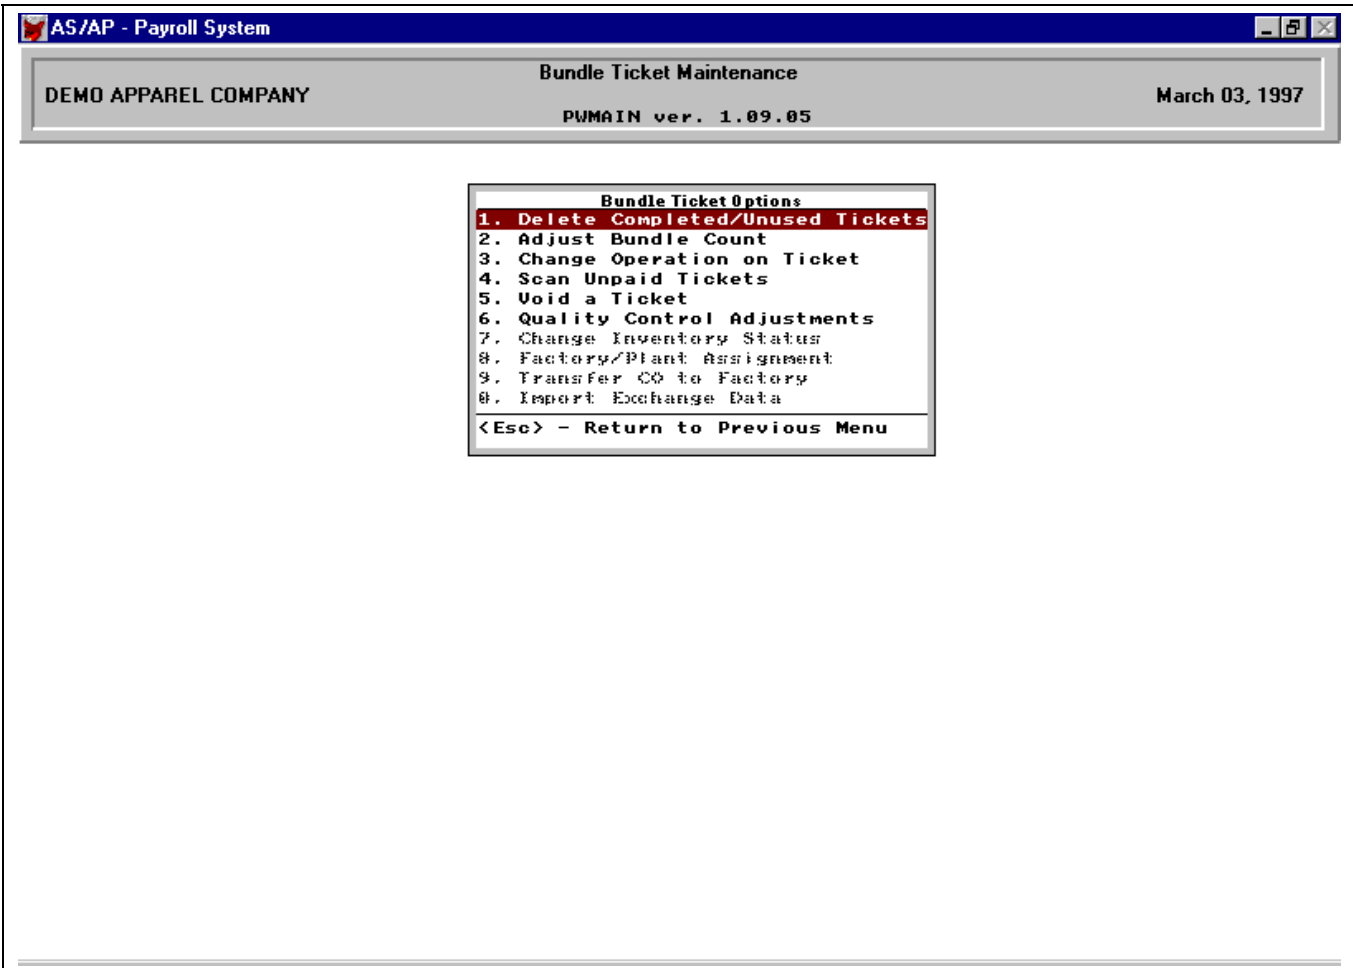 AS/AP - Payroll System
Bundle Ticket Maintenance
DEMO APPAREL COMPANY
March 03, 1997
PWMAIN ver. 1.09.05
Bundle Ticket Options
1. Delete Completed/Unused Tickets
2. Adjust Bundle Count
3. Change Operation on Ticket
4. Scan Unpaid Tickets
5. Void a Ticket
6. Quality Control Adjustments
7. Change Inventory Status
8. Factory/Plant Assignment
9. Transfer CO to Factory
0. Import Exchange Data
<Esc> - Return to Previous Menu